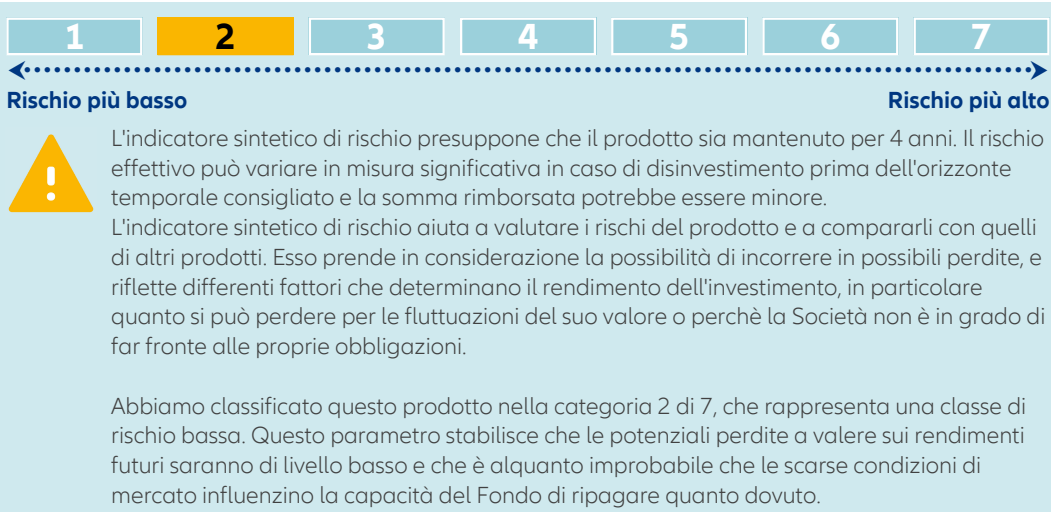 1 2 3 4 5 6 7
Rischio più basso Rischio più alto
L'indicatore sintetico di rischio presuppone che il prodotto sia mantenuto per 4 anni. Il rischio
effettivo può variare in misura significativa in caso di disinvestimento prima dell'orizzonte
temporale consigliato e la somma rimborsata potrebbe essere minore.
L'indicatore sintetico di rischio aiuta a valutare i rischi del prodotto e a compararli con quelli
di altri prodotti. Esso prende in considerazione la possibilità di incorrere in possibili perdite, e
riflette differenti fattori che determinano il rendimento dell'investimento, in particolare
quanto si può perdere per le fluttuazioni del suo valore o perchè la Società non è in grado di
far fronte alle proprie obbligazioni.
Abbiamo classificato questo prodotto nella categoria 2 di 7, che rappresenta una classe di
rischio bassa. Questo parametro stabilisce che le potenziali perdite a valere sui rendimenti
futuri saranno di livello basso e che è alquanto improbabile che le scarse condizioni di
mercato influenzino la capacità del Fondo di ripagare quanto dovuto.